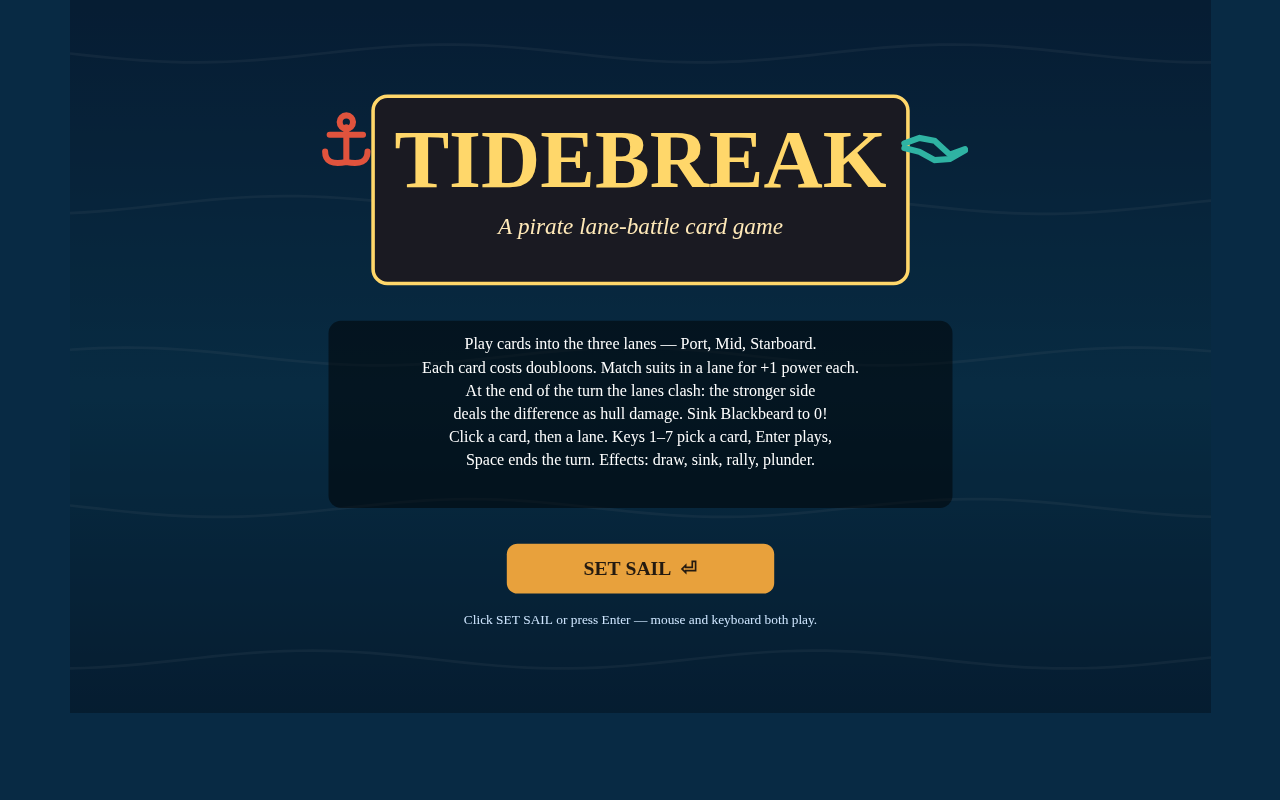 TIDEBREAK
A pirate lane-battle card game
Play cards into the three lanes — Port, Mid, Starboard.
Each card costs doubloons. Match suits in a lane for +1 power each.
At the end of the turn the lanes clash: the stronger side
deals the difference as hull damage. Sink Blackbeard to 0!
Click a card, then a lane. Keys 1–7 pick a card, Enter plays,
Space ends the turn. Effects: draw, sink, rally, plunder.
SET SAIL ⏎
Click SET SAIL or press Enter — mouse and keyboard both play.